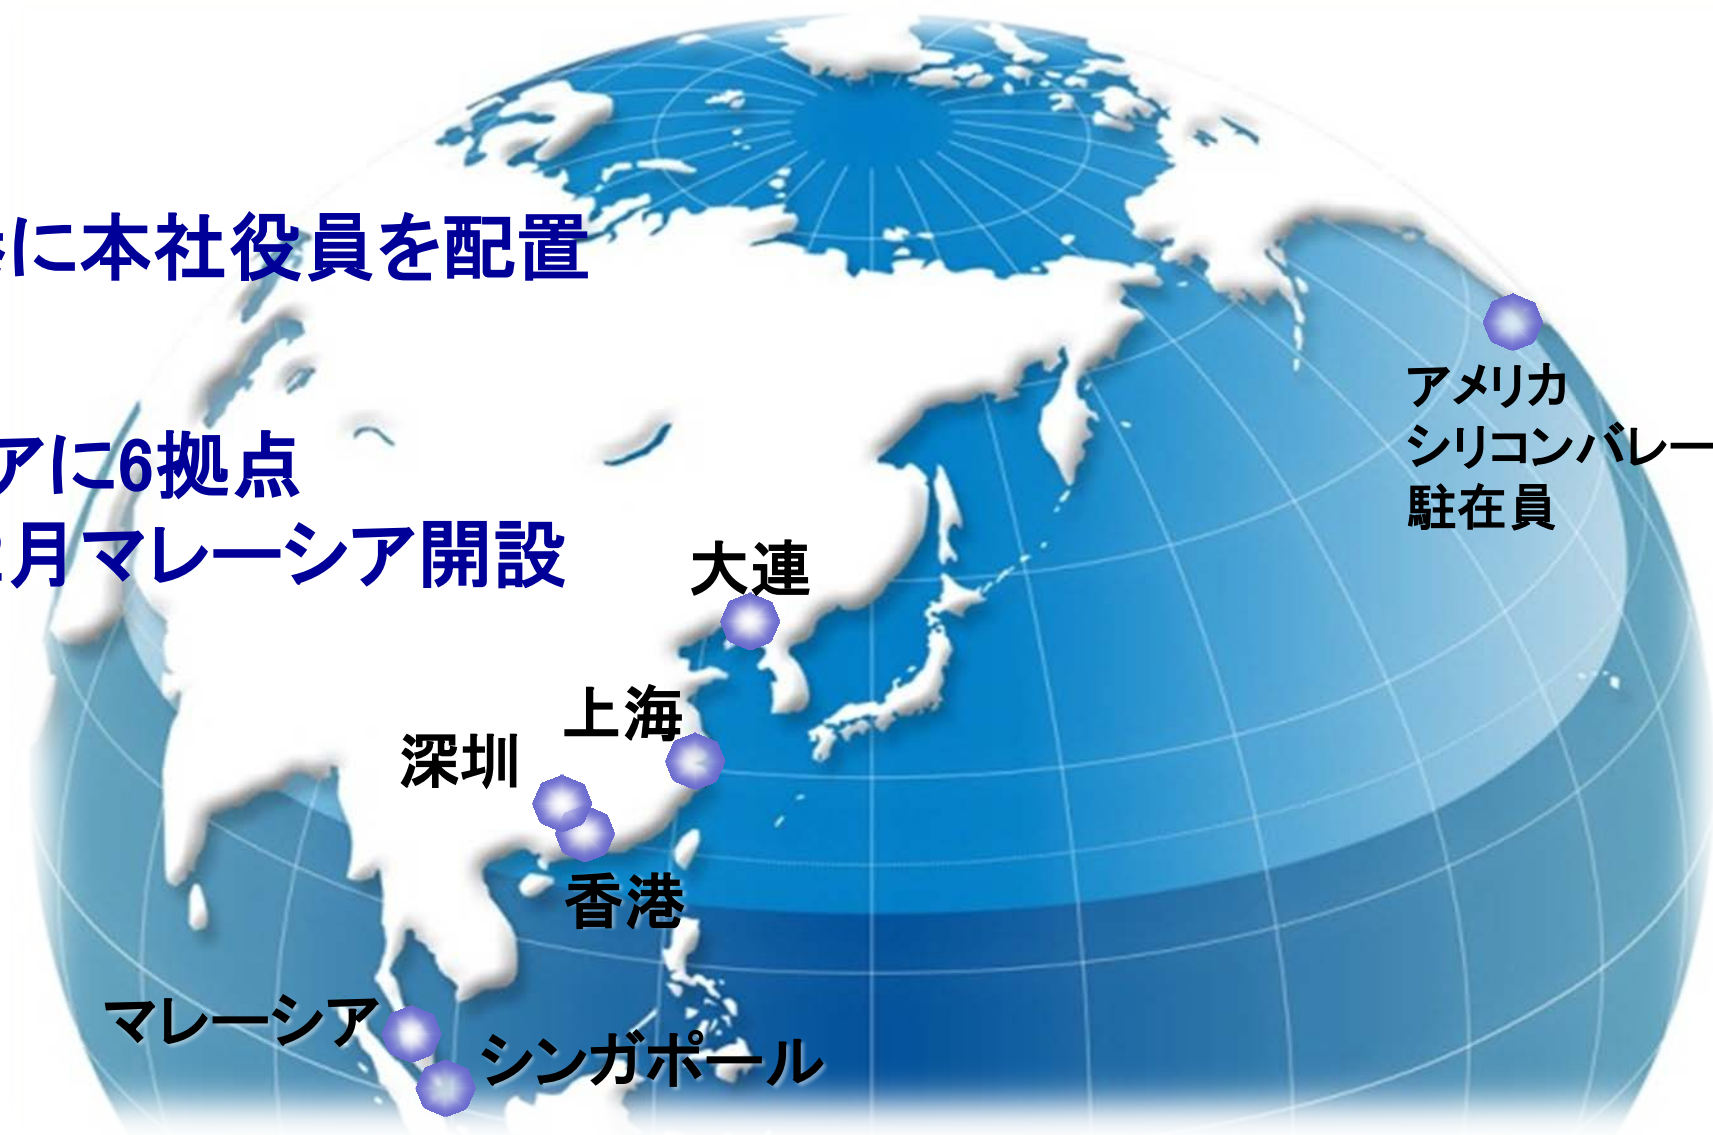 に本社役員を配置
アに6拠点
月マレーシア開設
アメリカ
シリコンバレー
駐在員
大連
上海
深圳
香港
マレーシア
シンガポール